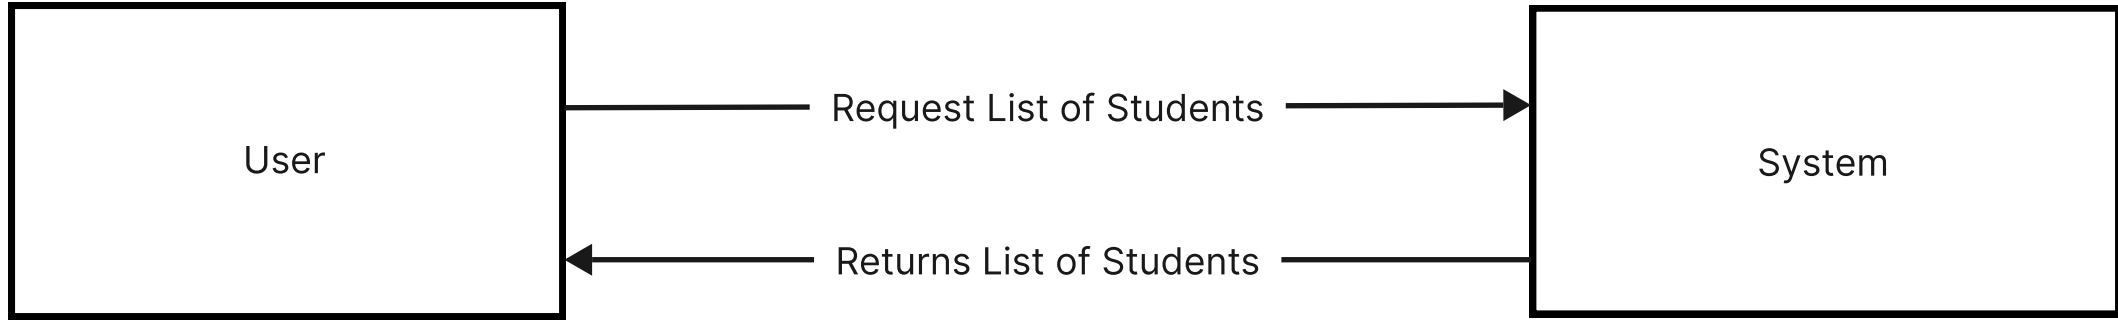 User
Request List of Students
System
Returns List of Students